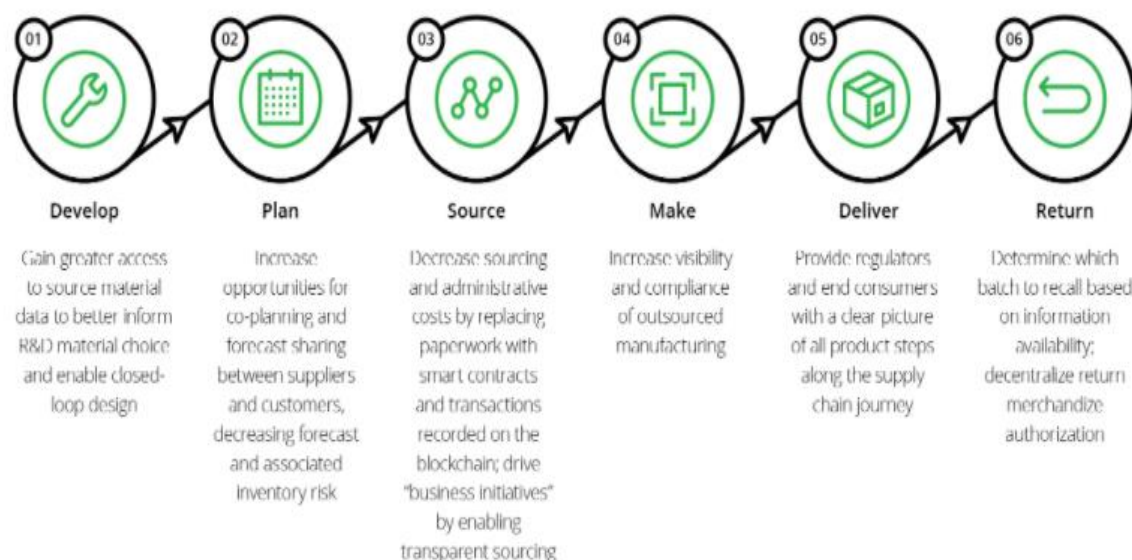 01
02
03
04
05
06
Develop
Plan
Source
Make
Deliver
Return
Gain greater access
to source material
data to better inform
R&D material choice
and enable closed-
loop design
Increase
opportunities for
co-planning and
forecast sharing
between suppliers
and customers,
decreasing forecast
and associated
inventory risk
Decrease sourcing
and administrative
costs by replacing
paperwork with
smart contracts
and transactions
recorded on the
blockchain; drive
"business initiatives"
by enabling
transparent sourcing
Increase visibility
and compliance
of outsourced
manufacturing
Provide regulators
and end consumers
with a clear picture
of all product steps
along the supply
chain journey
Determine which
batch to recall based
on information
availability;
decentralize return
merchandize
authorization